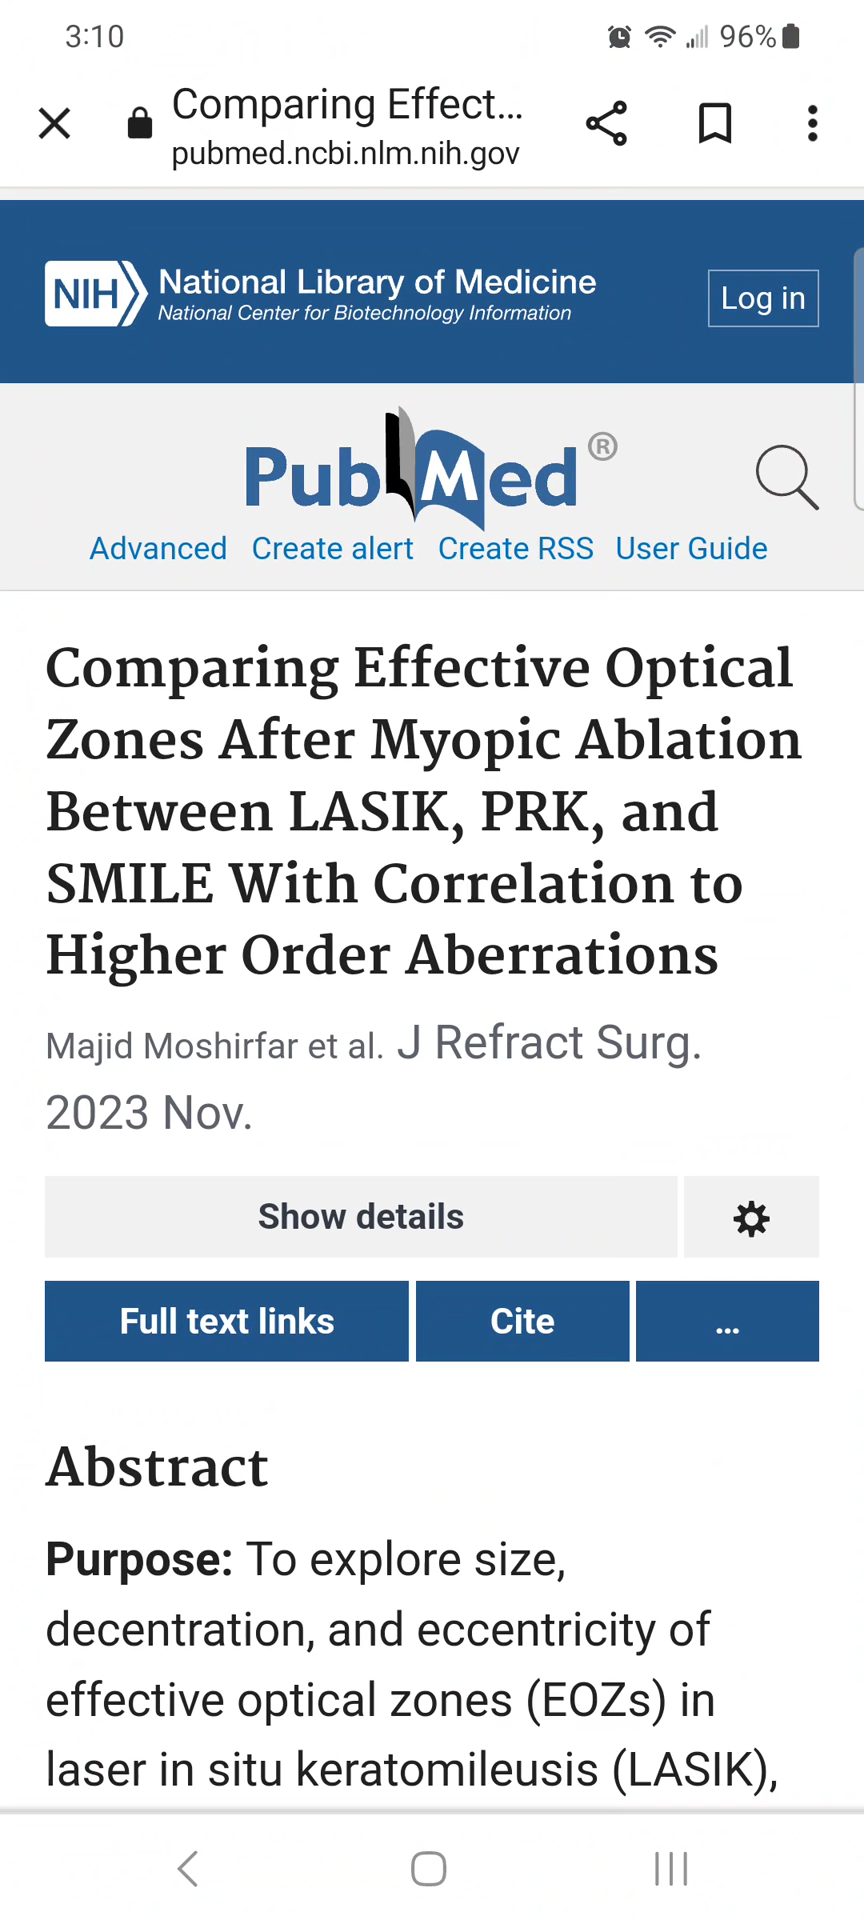 3:10
96%
Comparing Effect...
pubmed.ncbi.nlm.nih.gov
NIH National Library of Medicine
National Center for Biotechnology Information
Log in
PubMed®
Advanced Create alert Create RSS User Guide
Comparing Effective Optical
Zones After Myopic Ablation
Between LASIK, PRK, and
SMILE With Correlation to
Higher Order Aberrations
Majid Moshirfar et al. J Refract Surg.
2023 Nov.
Show details
Full text links
Cite
...
Abstract
Purpose: To explore size,
decentration, and eccentricity of
effective optical zones (EOZs) in
laser in situ keratomileusis (LASIK),